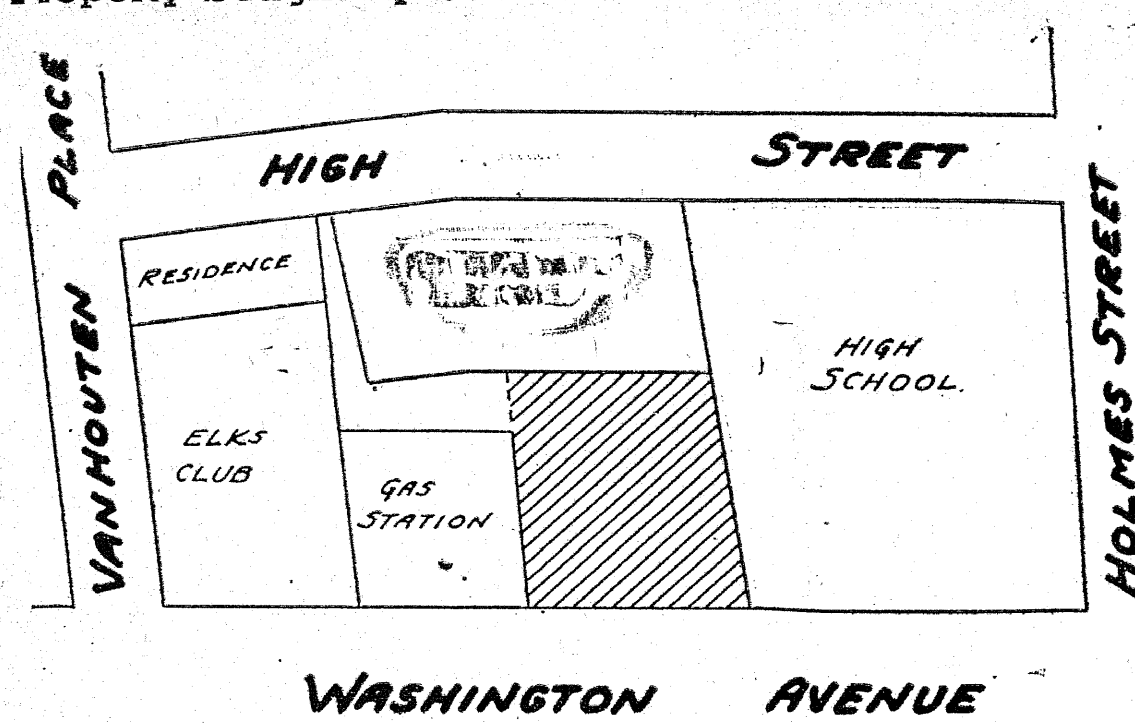 HIGH STREET
VANHOUTEN PLACE
RESIDENCE
ELKS
CLUB
GAS
STATION
HIGH
SCHOOL.
HOLMES STREET
WASHINGTON AVENUE